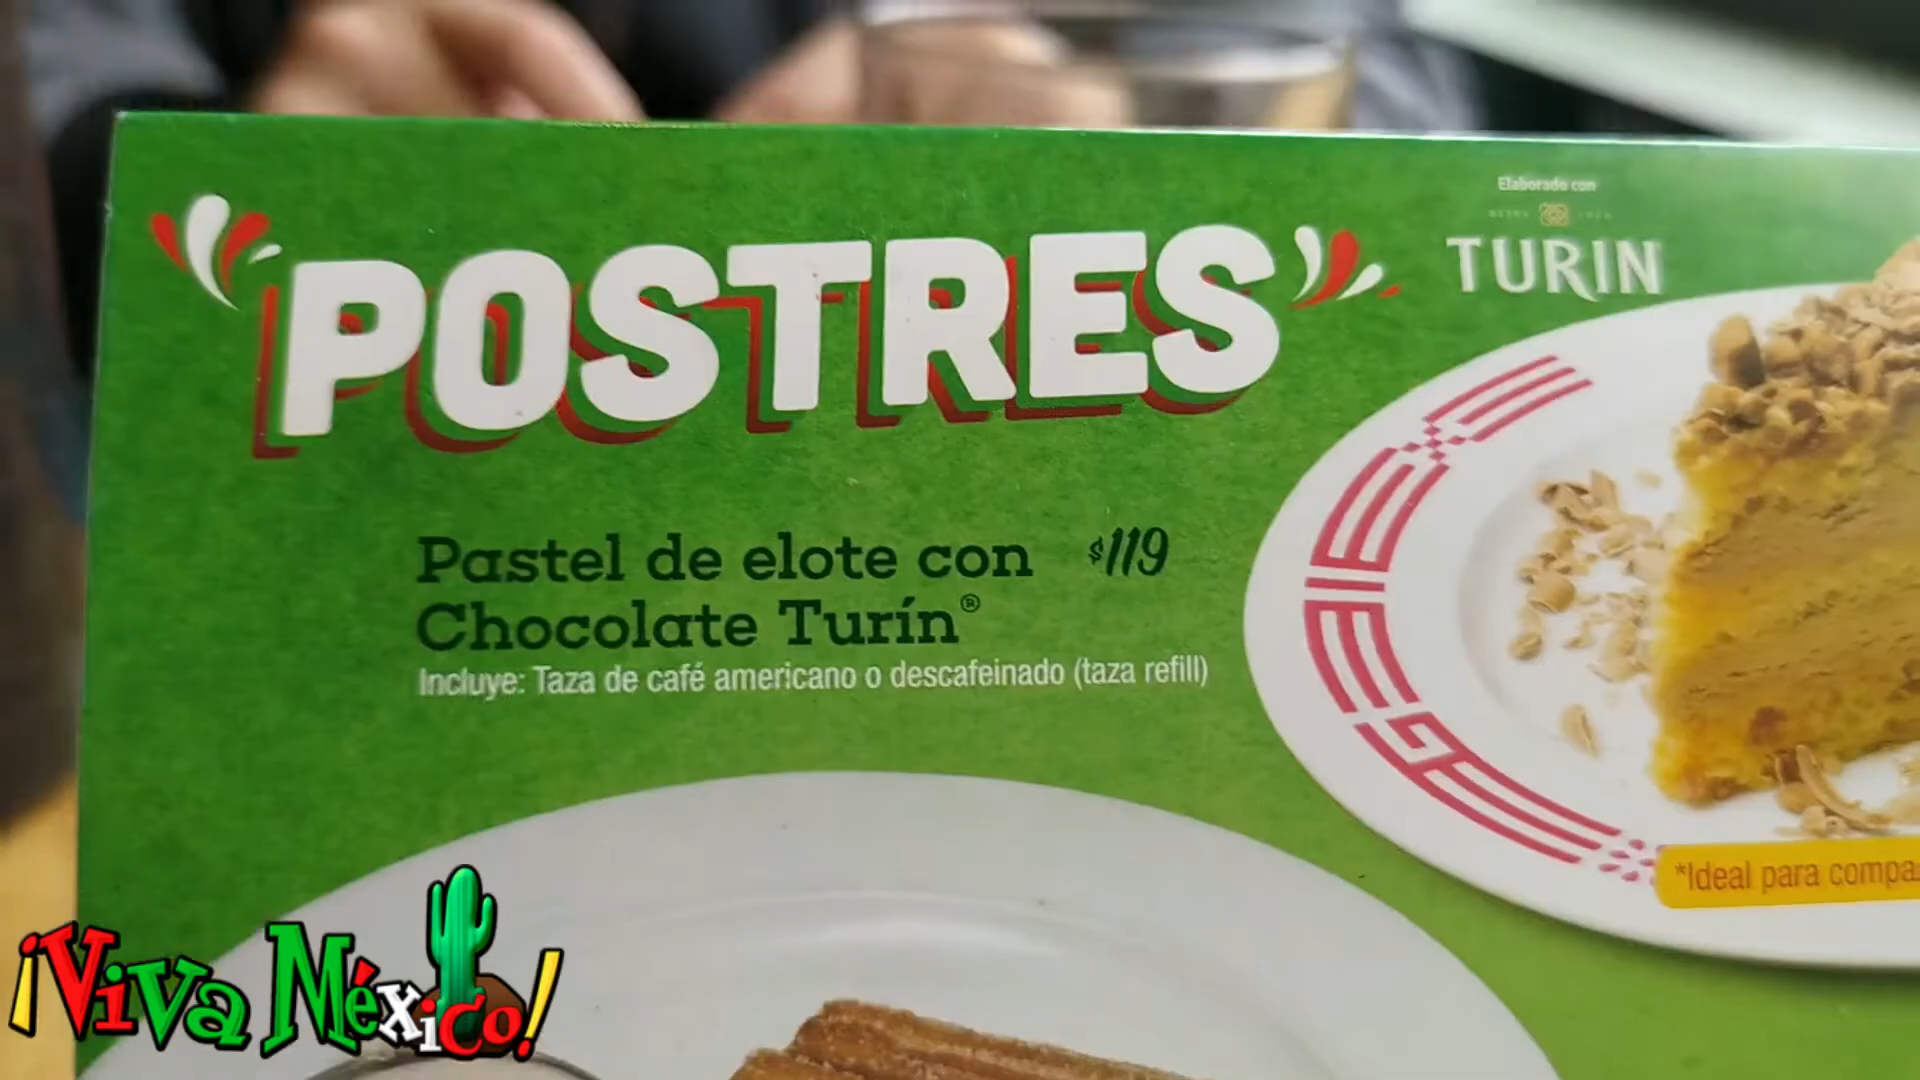 POSTRES
Elaborado con
TURIN
Pastel de elote con $119
Chocolate Turín®
Incluye: Taza de café americano o descafeinado (taza refill)
*Ideal para
¡Viva México!